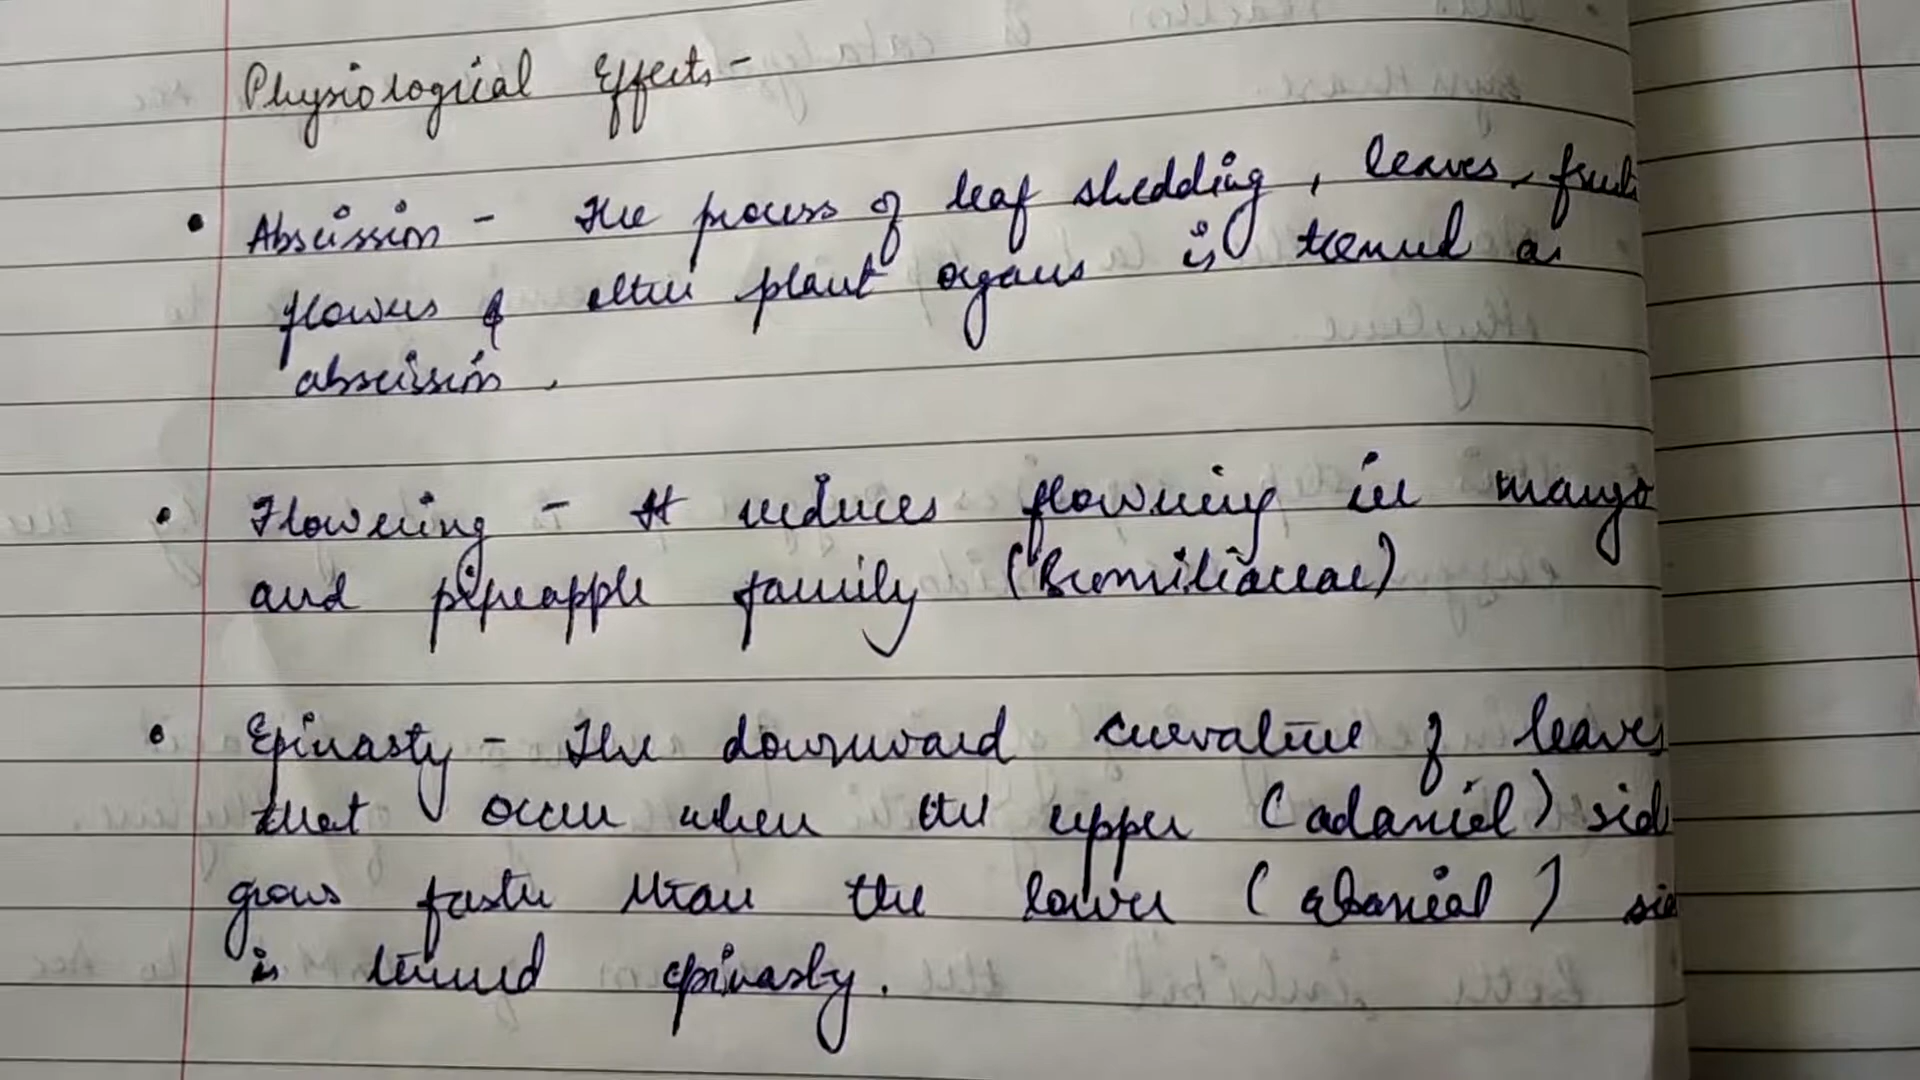 Physiological Effects -
• Abscission - The process of leaf shedding, leaves, fruits
flowers & other plant organs is termed as
abscission.
• Flowering - It reduces flowering in mango
and pineapple family (Bromiliaceae)
• Epinasty - The downward curvature of leaves
that occur when the upper (adaxial) side
grows faster than the lower (abaxial) side
is termed epinasty.